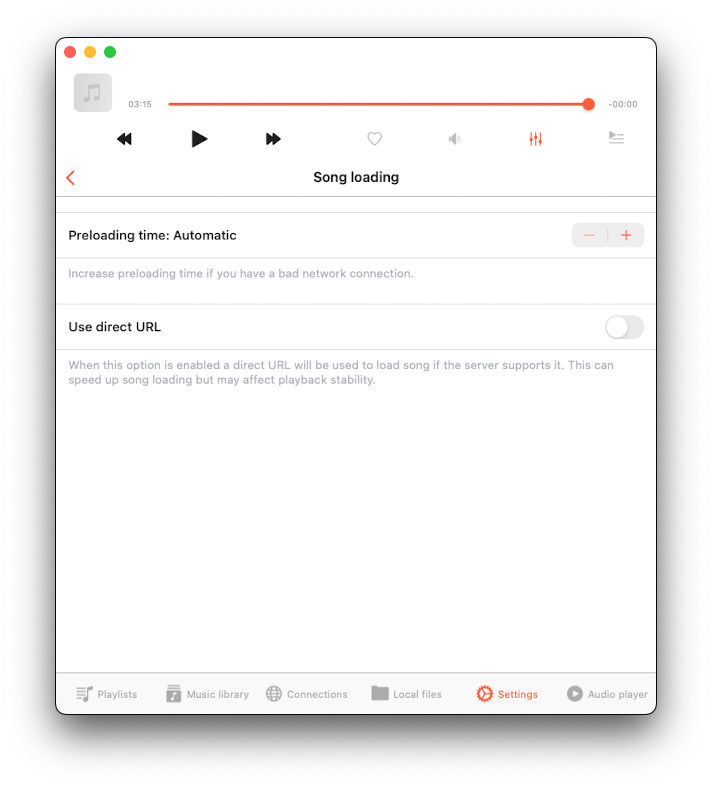 03:15
-00:00
Song loading
Preloading time: Automatic
Increase preloading time if you have a bad network connection.
Use direct URL
When this option is enabled a direct URL will be used to load song if the server supports it. This can
speed up song loading but may affect playback stability.
Playlists
Music library
Connections
Local files
Settings
Audio player